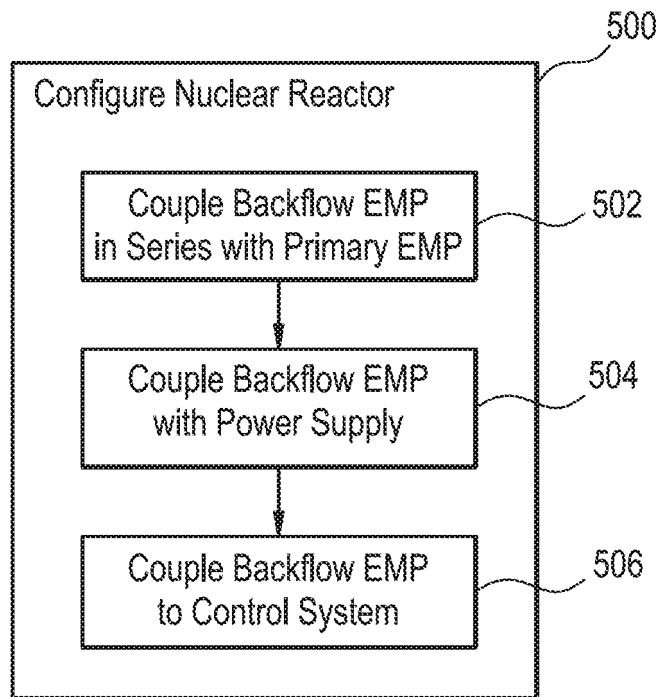 500
Configure Nuclear Reactor
Couple Backflow EMP
in Series with Primary EMP
502
Couple Backflow EMP
with Power Supply
504
Couple Backflow EMP
to Control System
506